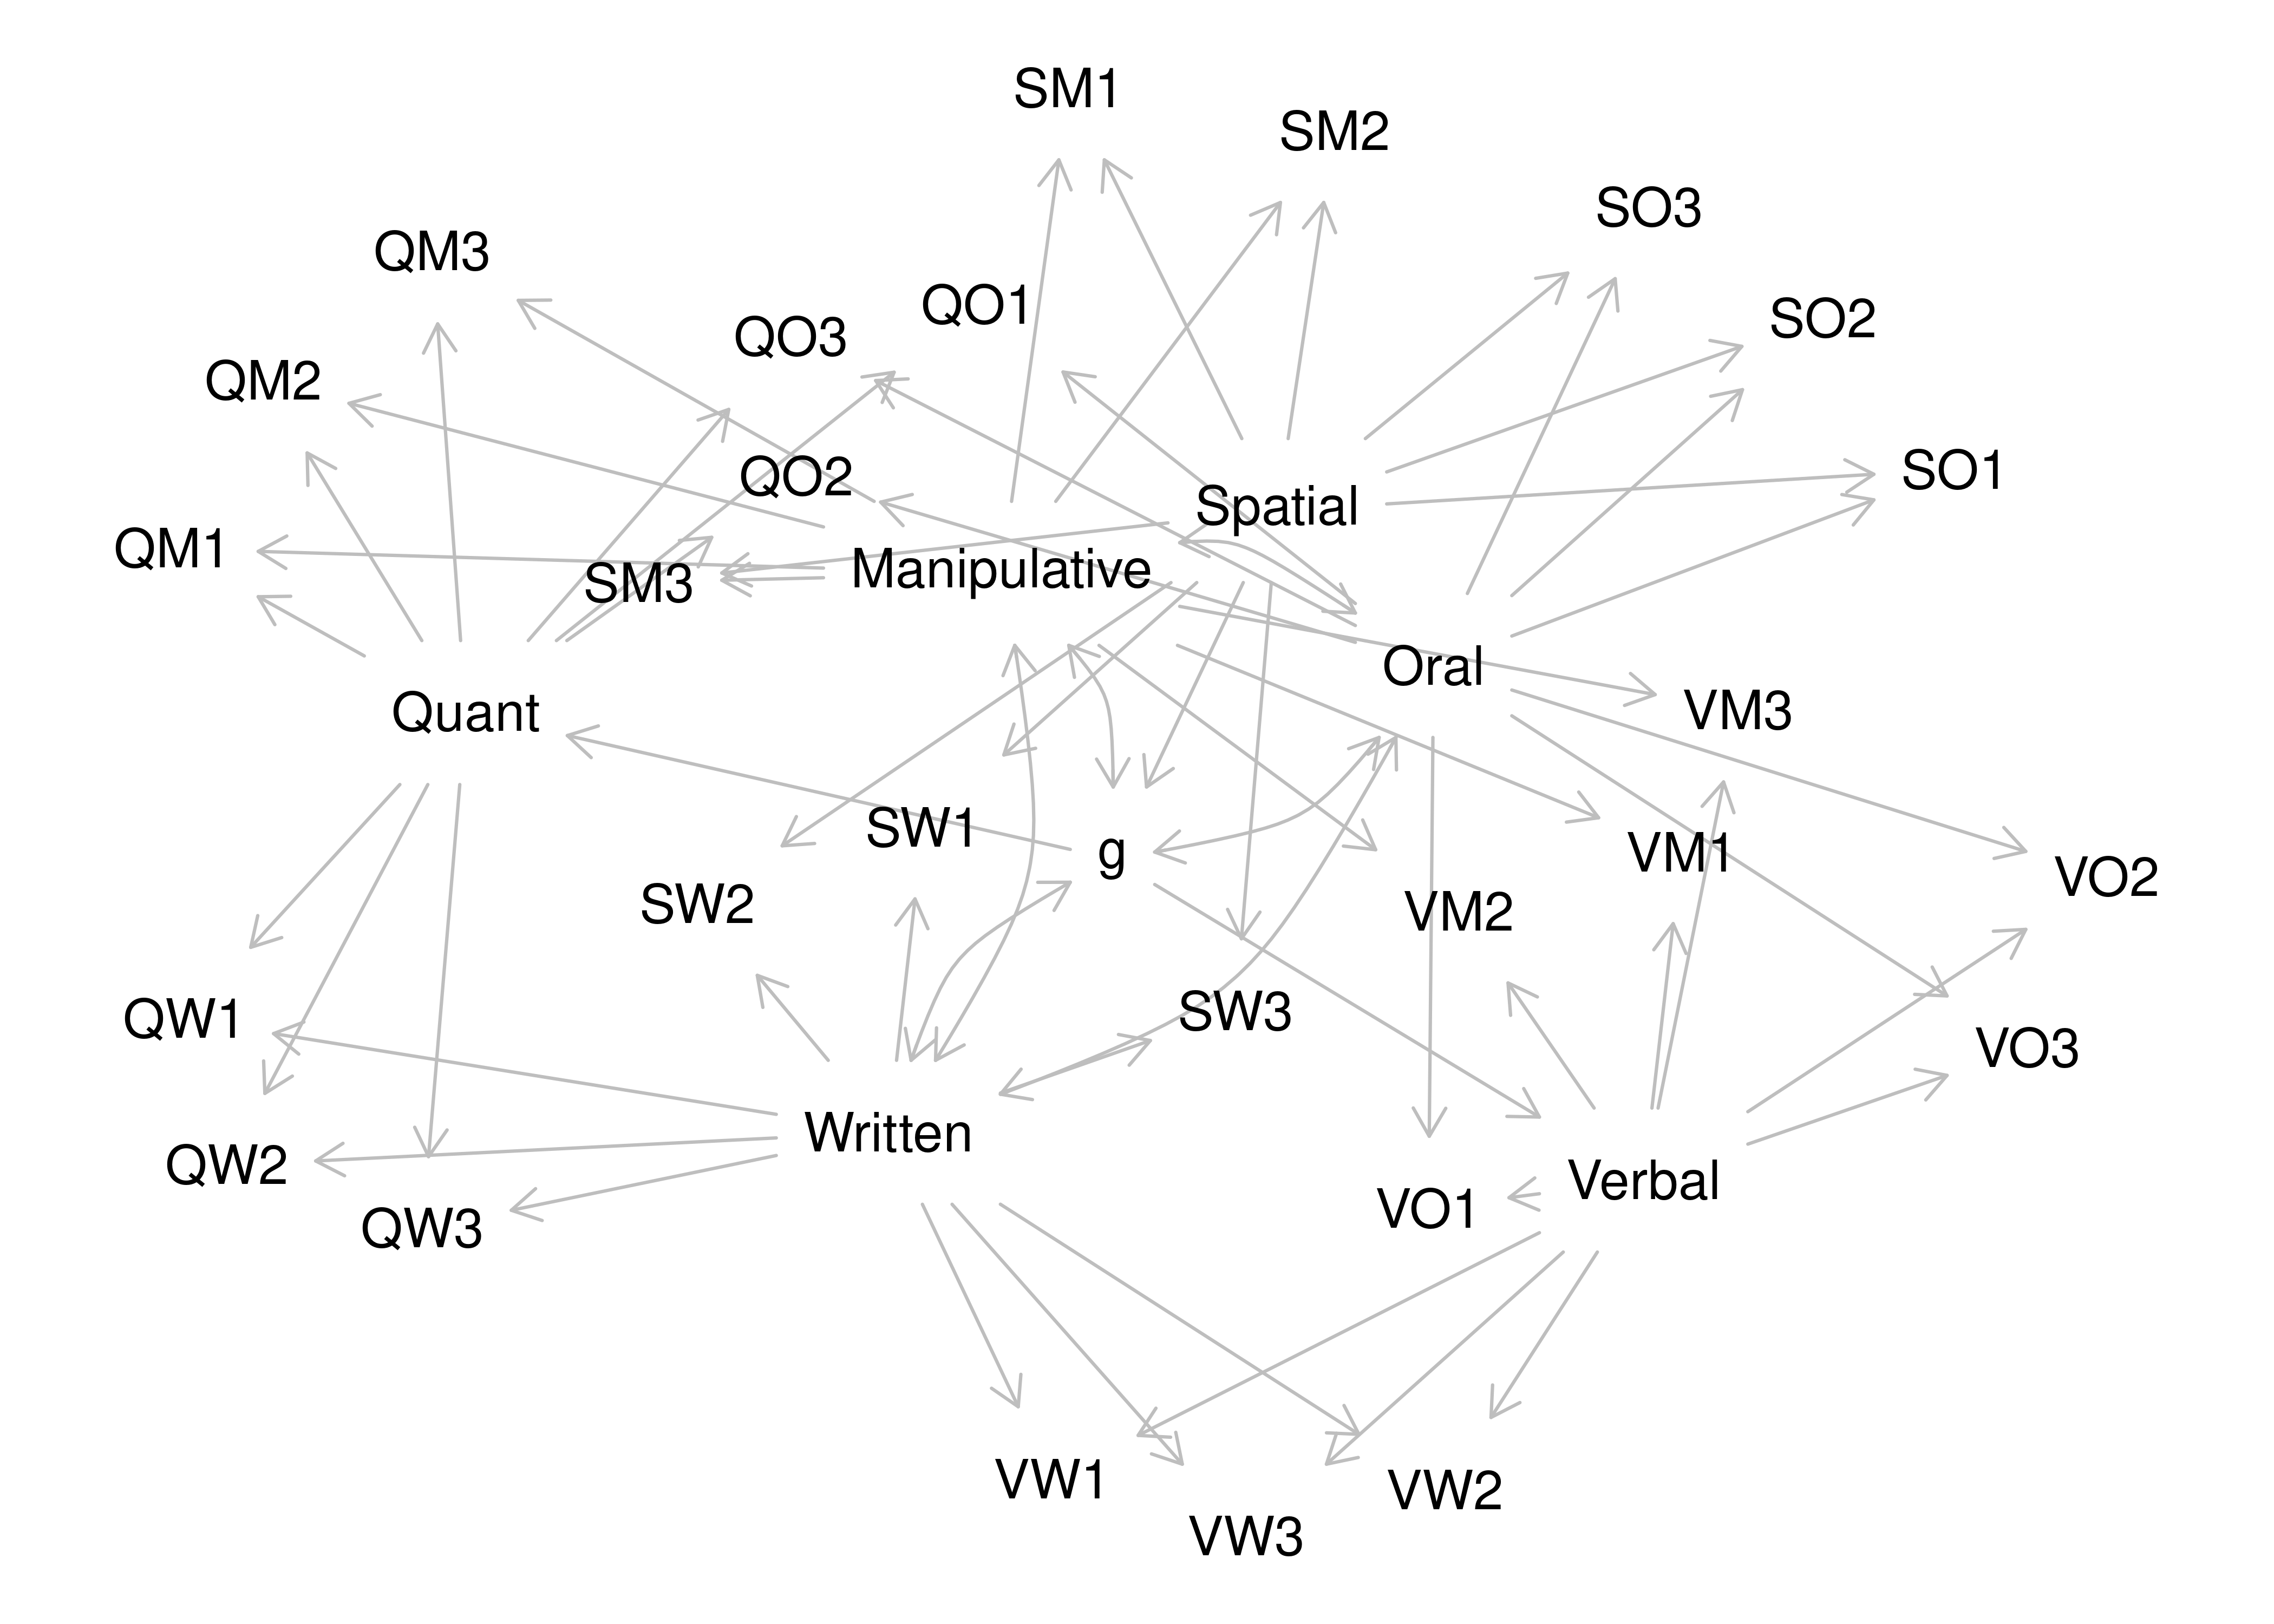 SM1
SM2
SO3
QM3
QO1
SO2
QO3
QM2
SO1
QO2
Spatial
QM1
Manipulative
SM3
Oral
VM3
Quant
SW1
g
VM1
VO2
SW2
VM2
SW3
QW1
VO3
Written
QW2
Verbal
VO1
QW3
VW1
VW2
VW3